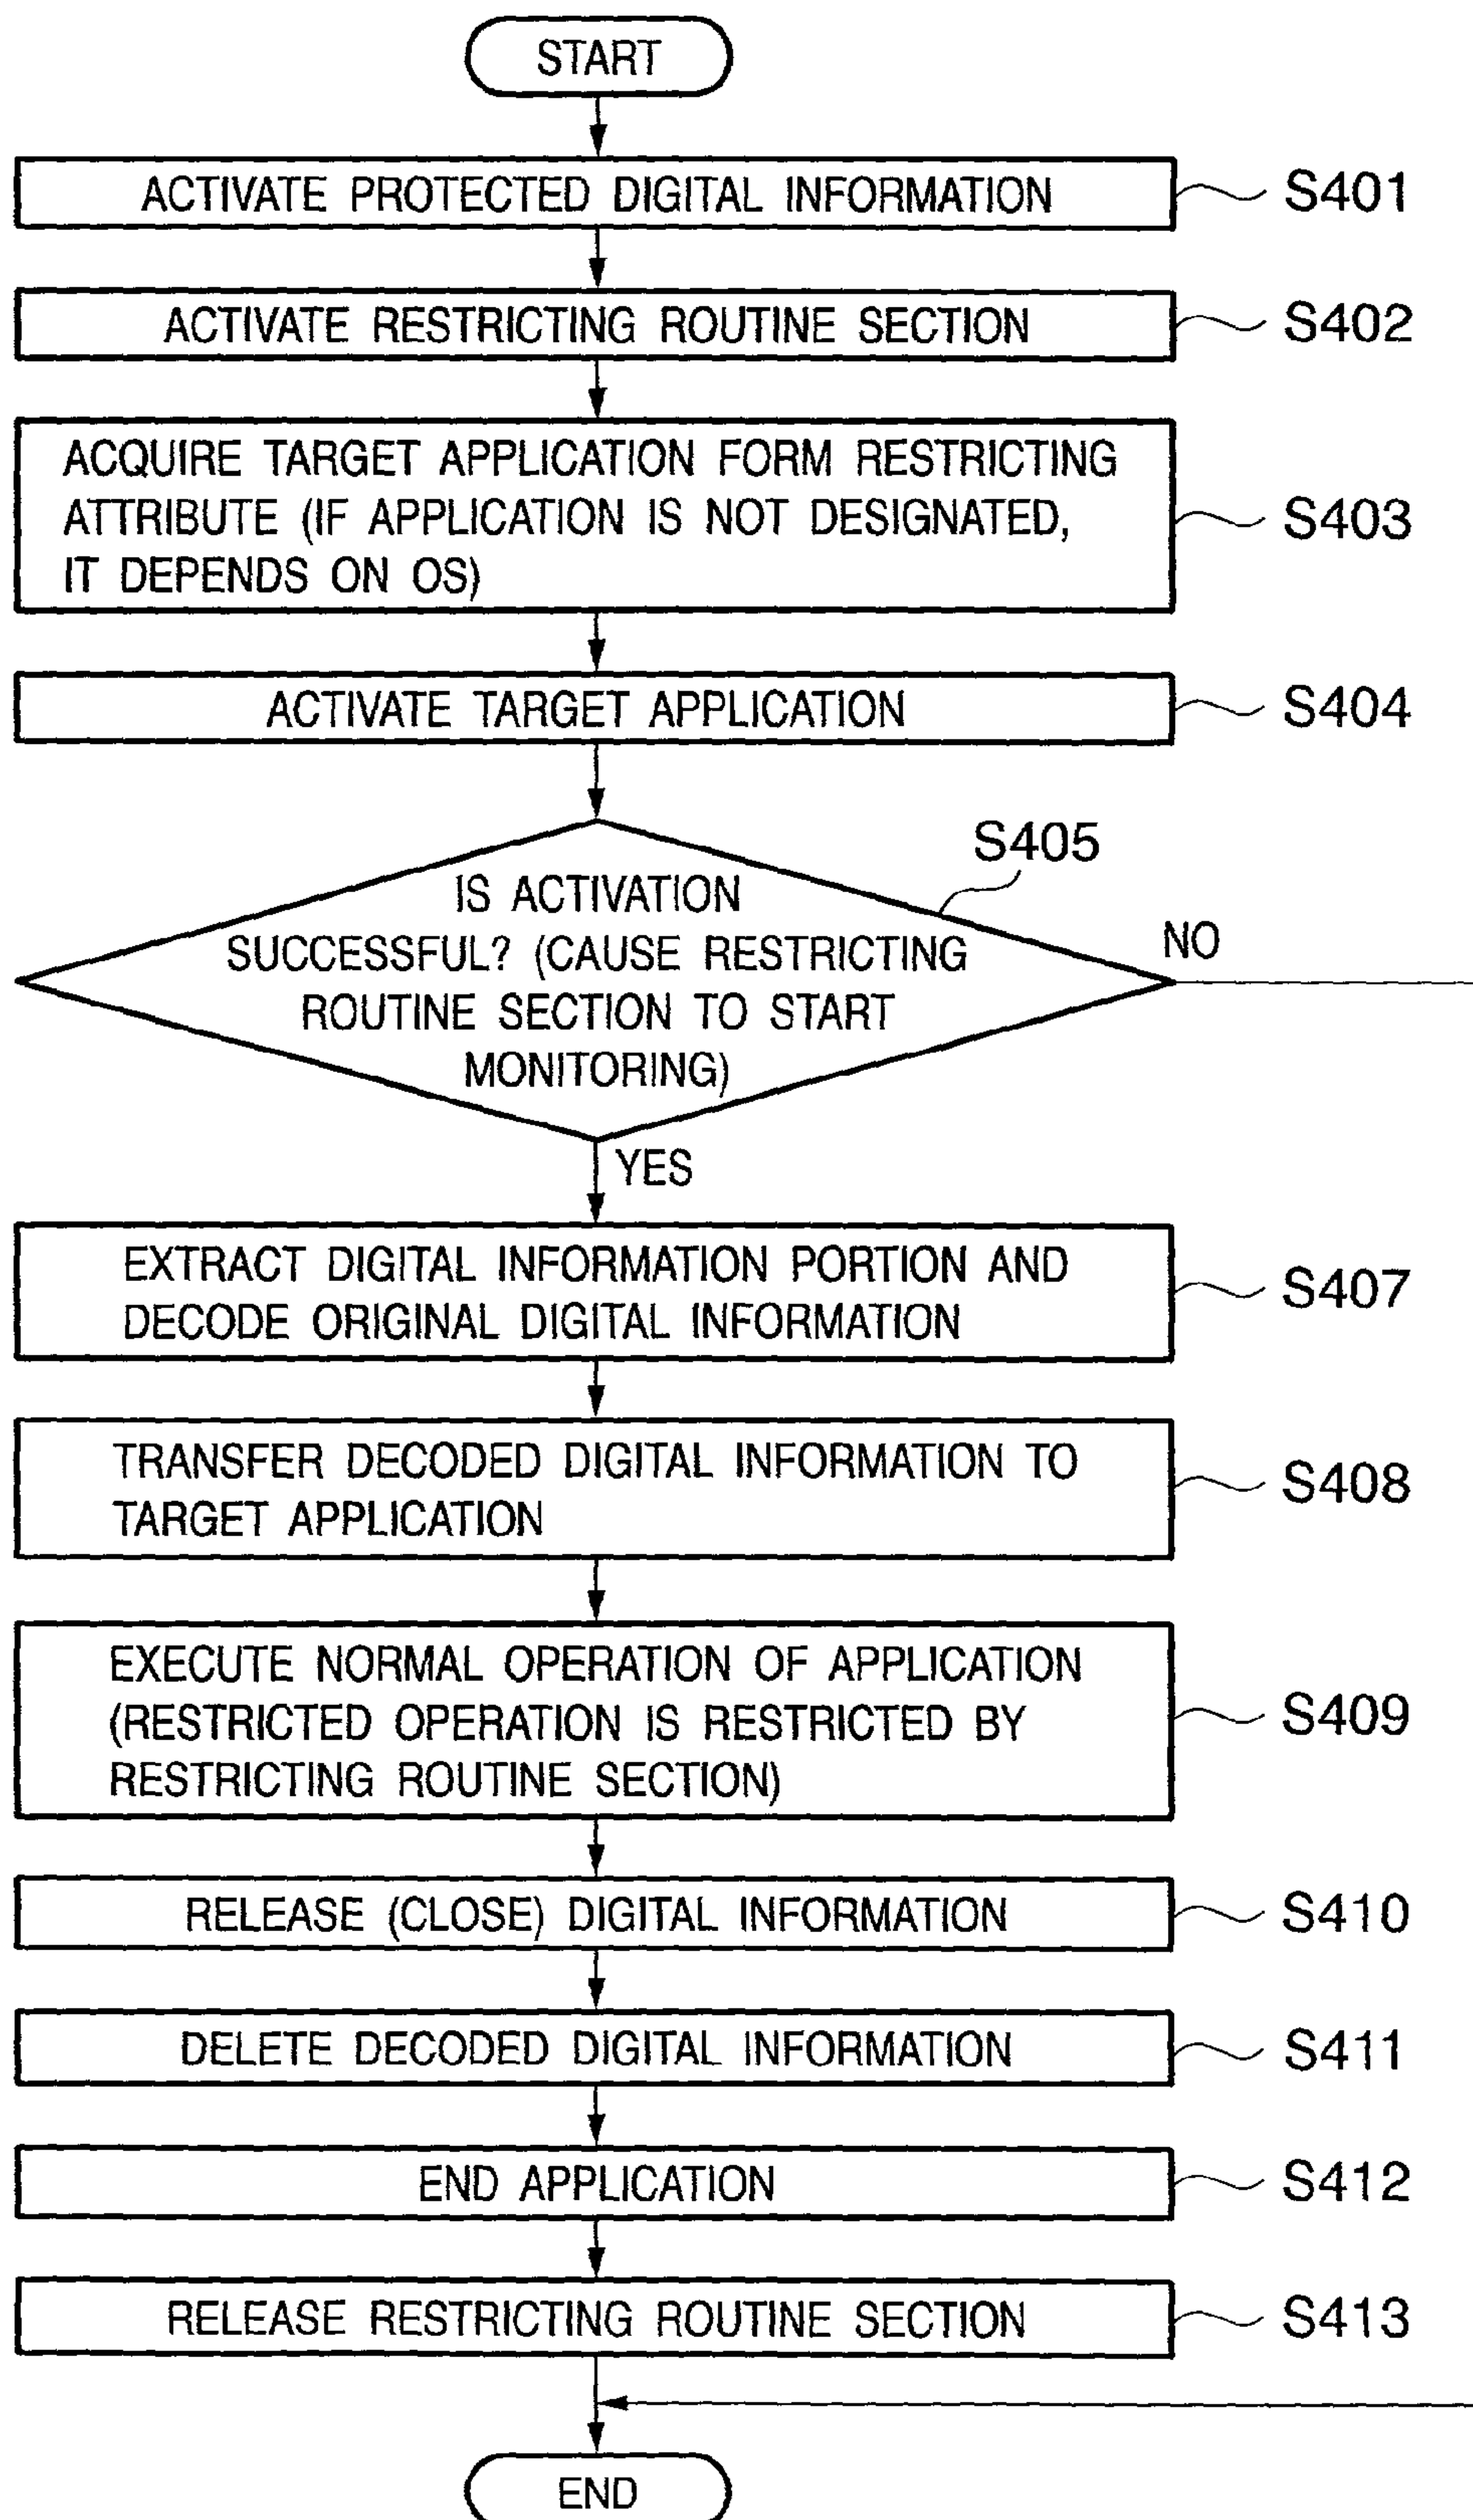 START
ACTIVATE PROTECTED DIGITAL INFORMATION
S401
ACTIVATE RESTRICTING ROUTINE SECTION
S402
ACQUIRE TARGET APPLICATION FORM RESTRICTING
ATTRIBUTE (IF APPLICATION IS NOT DESIGNATED,
IT DEPENDS ON OS)
S403
ACTIVATE TARGET APPLICATION
S404
S405
IS ACTIVATION
SUCCESSFUL? (CAUSE RESTRICTING
ROUTINE SECTION TO START
MONITORING)
NO
YES
EXTRACT DIGITAL INFORMATION PORTION AND
DECODE ORIGINAL DIGITAL INFORMATION
S407
TRANSFER DECODED DIGITAL INFORMATION TO
TARGET APPLICATION
S408
EXECUTE NORMAL OPERATION OF APPLICATION
(RESTRICTED OPERATION IS RESTRICTED BY
RESTRICTING ROUTINE SECTION)
S409
RELEASE (CLOSE) DIGITAL INFORMATION
S410
DELETE DECODED DIGITAL INFORMATION
S411
END APPLICATION
S412
RELEASE RESTRICTING ROUTINE SECTION
S413
END